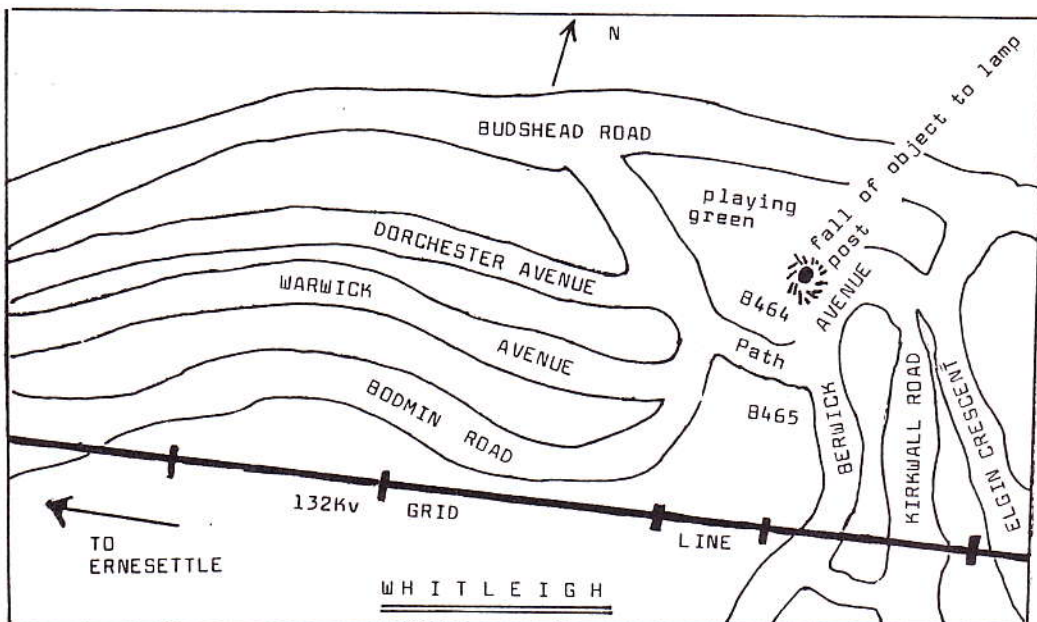 N
BUDSHEAD ROAD
fall of object to lamp
post
playing
green
DORCHESTER AVENUE
WARWICK
AVENUE
8464
AVENUE
Path
BODMIN ROAD
8465
BERWICK
KIRKWALL ROAD
ELGIN CRESCENT
132Kv GRID
LINE
TO
ERNESETTLE
WHITLEIGH